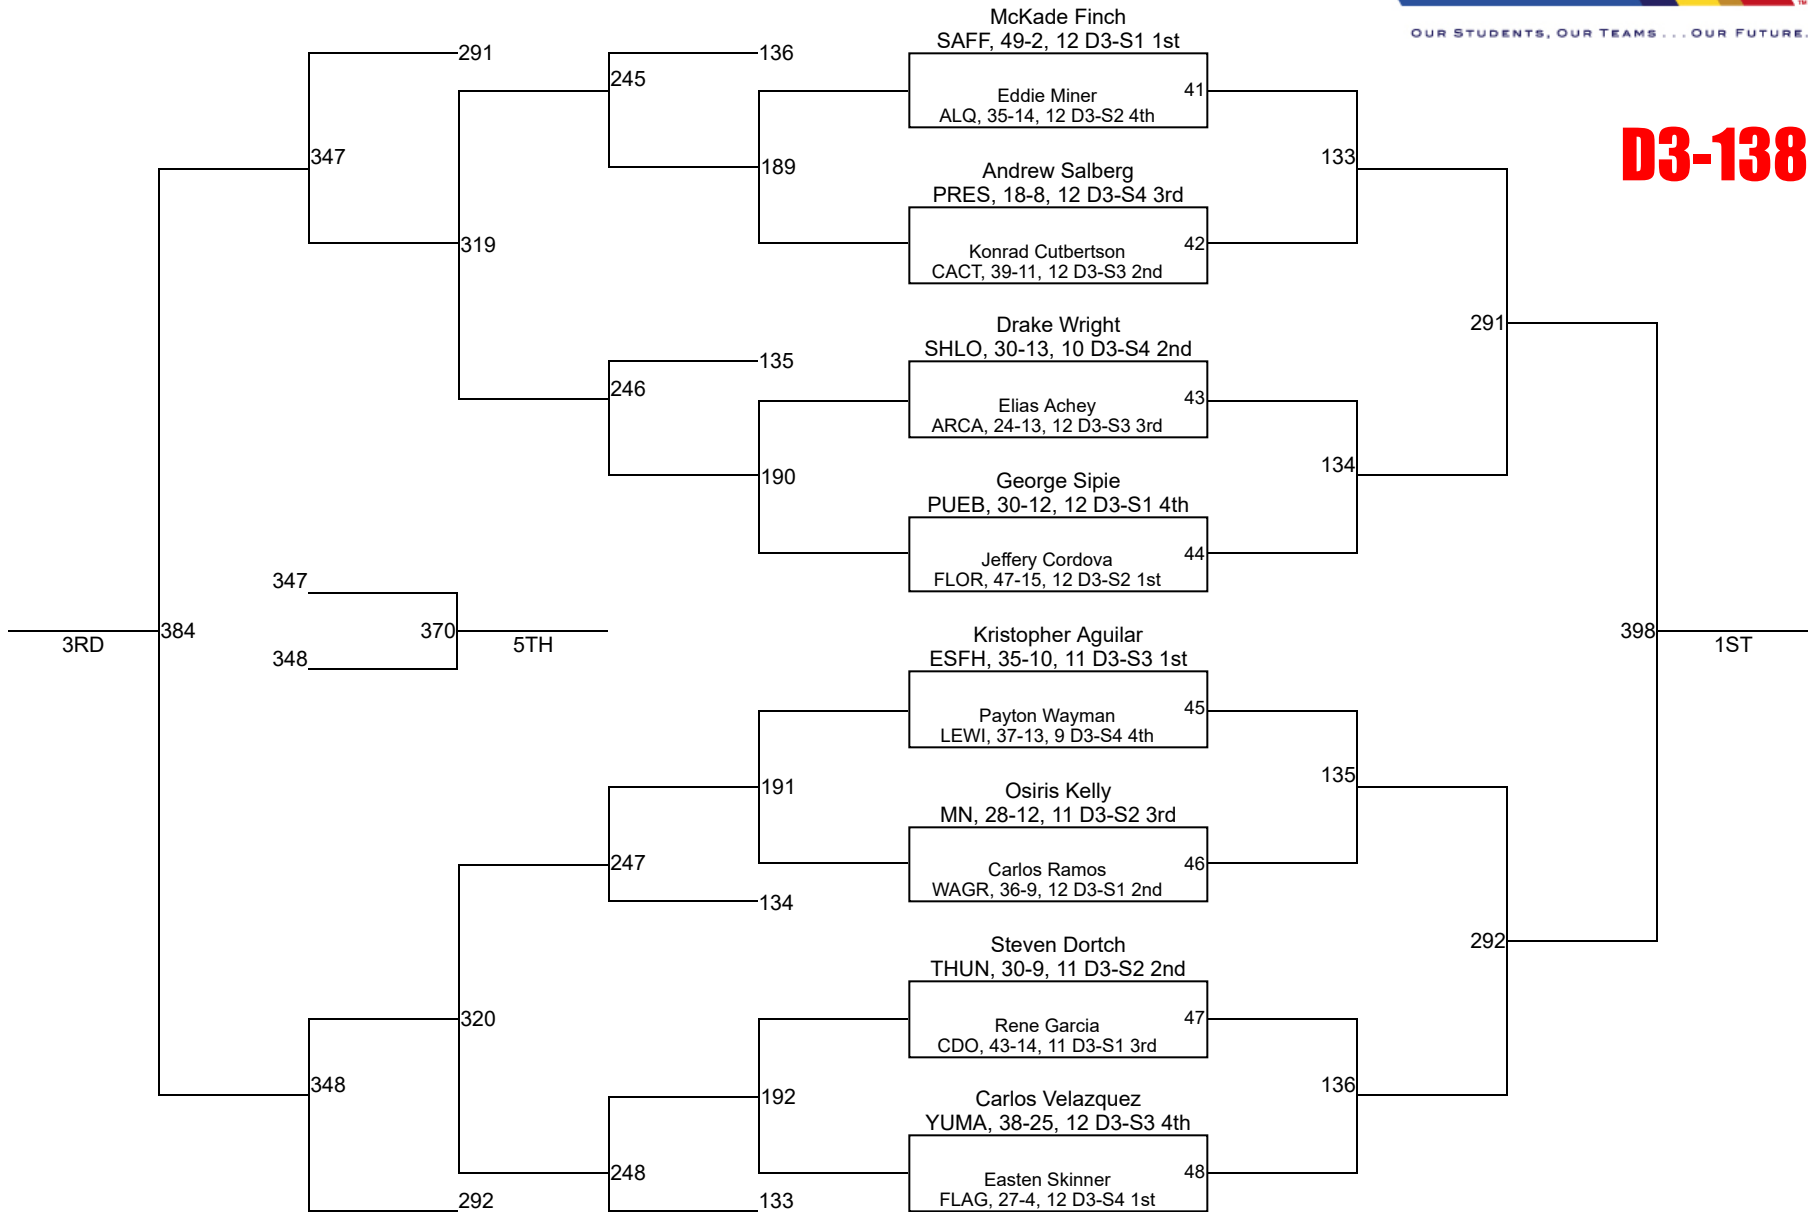 OUR STUDENTS, OUR TEAMS . . . OUR FUTURE.
TM
D3-138
McKade Finch
SAFF, 49-2, 12 D3-S1 1st
Eddie Miner
ALQ, 35-14, 12 D3-S2 4th
41
Andrew Salberg
PRES, 18-8, 12 D3-S4 3rd
Konrad Cutbertson
CACT, 39-11, 12 D3-S3 2nd
42
Drake Wright
SHLO, 30-13, 10 D3-S4 2nd
Elias Achey
ARCA, 24-13, 12 D3-S3 3rd
43
George Sipie
PUEB, 30-12, 12 D3-S1 4th
Jeffery Cordova
FLOR, 47-15, 12 D3-S2 1st
44
Kristopher Aguilar
ESFH, 35-10, 11 D3-S3 1st
Payton Wayman
LEWI, 37-13, 9 D3-S4 4th
45
Osiris Kelly
MN, 28-12, 11 D3-S2 3rd
Carlos Ramos
WAGR, 36-9, 12 D3-S1 2nd
46
Steven Dortch
THUN, 30-9, 11 D3-S2 2nd
Rene Garcia
CDO, 43-14, 11 D3-S1 3rd
47
Carlos Velazquez
YUMA, 38-25, 12 D3-S3 4th
Easten Skinner
FLAG, 27-4, 12 D3-S4 1st
48
133
134
135
136
291
292
398
1ST
136
245
189
135
246
190
191
247
134
192
248
133
291
347
319
320
348
292
384
3RD
347
348
370
5TH